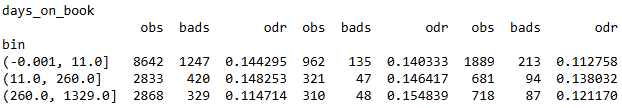 days_on_book
obs bads odr obs bads odr obs bads odr
bin
(-0.001, 11.0] 8642 1247 0.144295 962 135 0.140333 1889 213 0.112758
(11.0, 260.0] 2833 420 0.148253 321 47 0.146417 681 94 0.138032
(260.0, 1329.0] 2868 329 0.114714 310 48 0.154839 718 87 0.121170